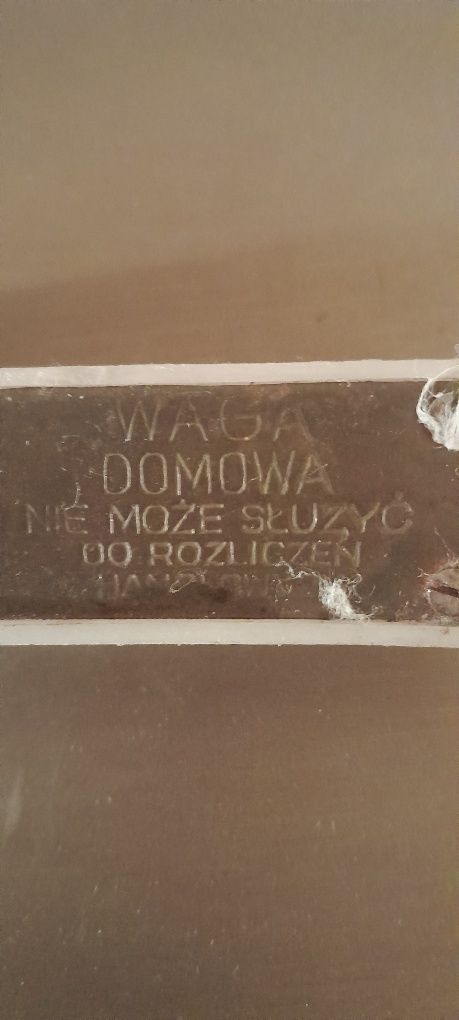 WAGA
DOMOWA
NIE MOŻE SŁUŻYĆ
DO ROZLICZEŃ